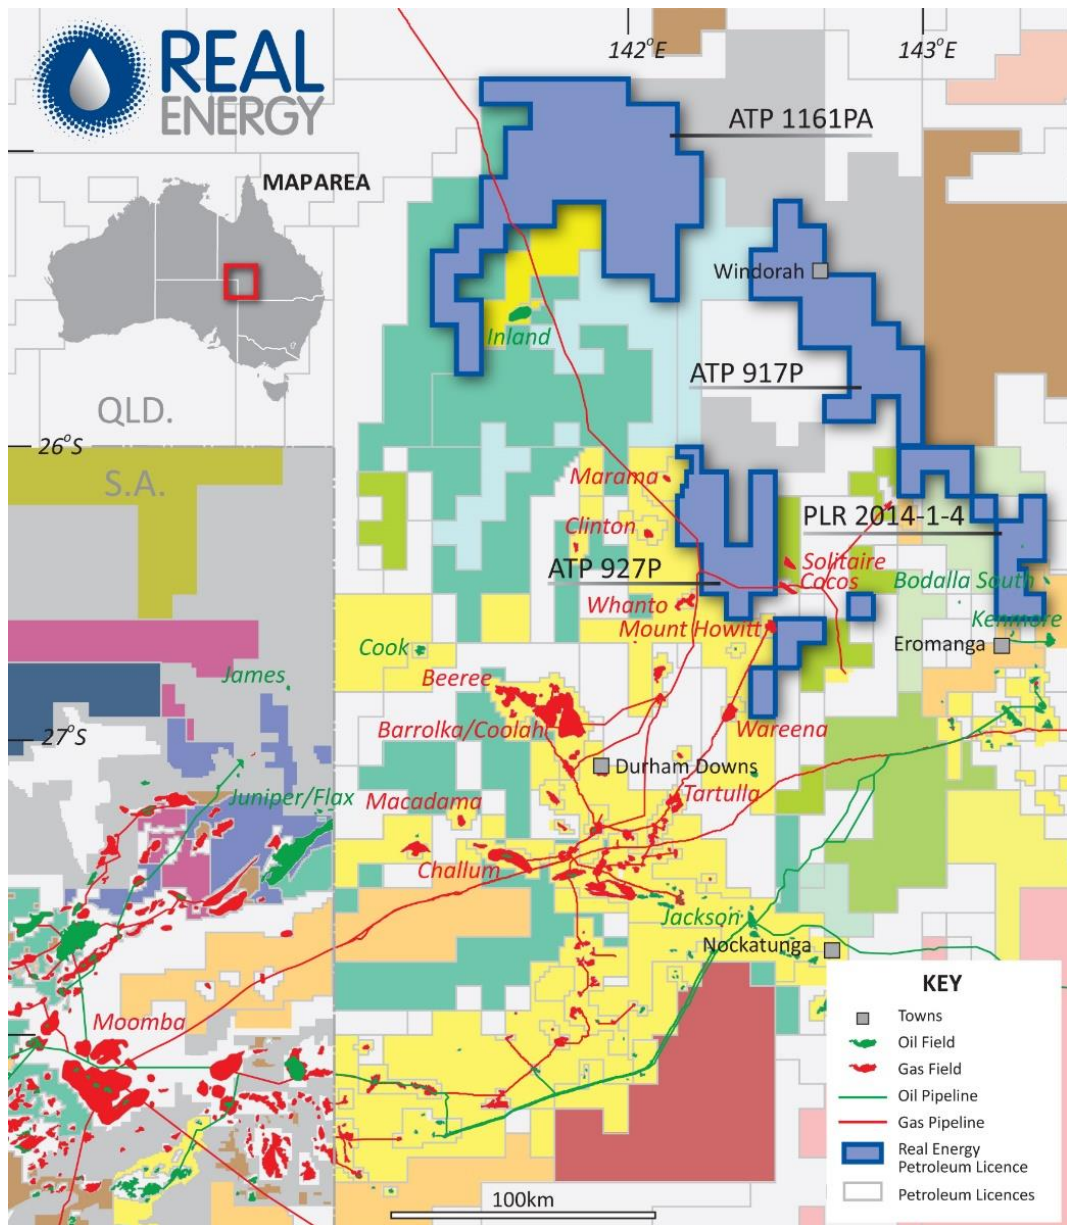 REAL
ENERGY
142°E
143°E
ATP 1161PA
MAPAREA
Windorah
Inland
ATP 917P
QLD.
26°S
S.A.
Marama
Clinton
PLR 2014-1-4
Solitaire
ATP 927P
Cocos
Bodalla South
Whanto
Mount Howitt
Kenmore
Cook
Eromanga
James
Beeree
Barrolka/Coolah
Wareena
27°S
Durham Downs
Juniper/Flax
Macadama
Tartulla
Challum
Jackson
Nockatunga
Moomba
KEY
Towns
Oil Field
Gas Field
Oil Pipeline
Gas Pipeline
Real Energy
Petroleum Licence
Petroleum Licences
100km